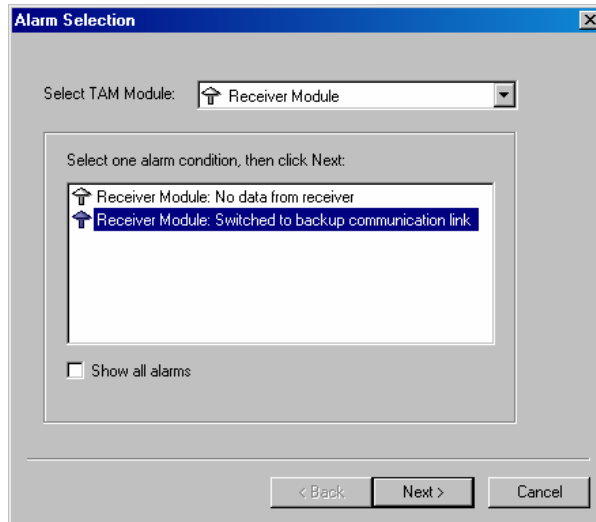 Alarm Selection
Select TAM Module: Receiver Module
Select one alarm condition, then click Next:
Receiver Module: No data from receiver
Receiver Module: Switched to backup communication link
Show all alarms
< Back Next > Cancel